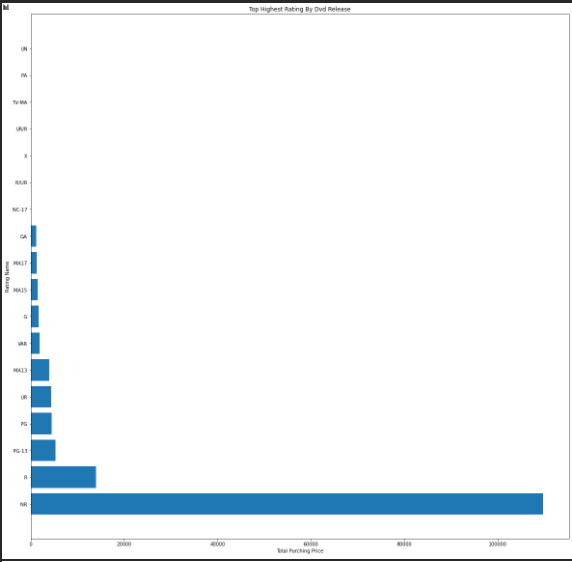 Top Highest Rating By Dvd Release
UN
PA
TV-MA
UR/R
X
R/UR
NC-17
GA
MA17
MA15
G
VAR
MA13
UR
PG
PG-13
R
NR
Rating Name
0 20000 40000 60000 80000 100000
Total Purching Price